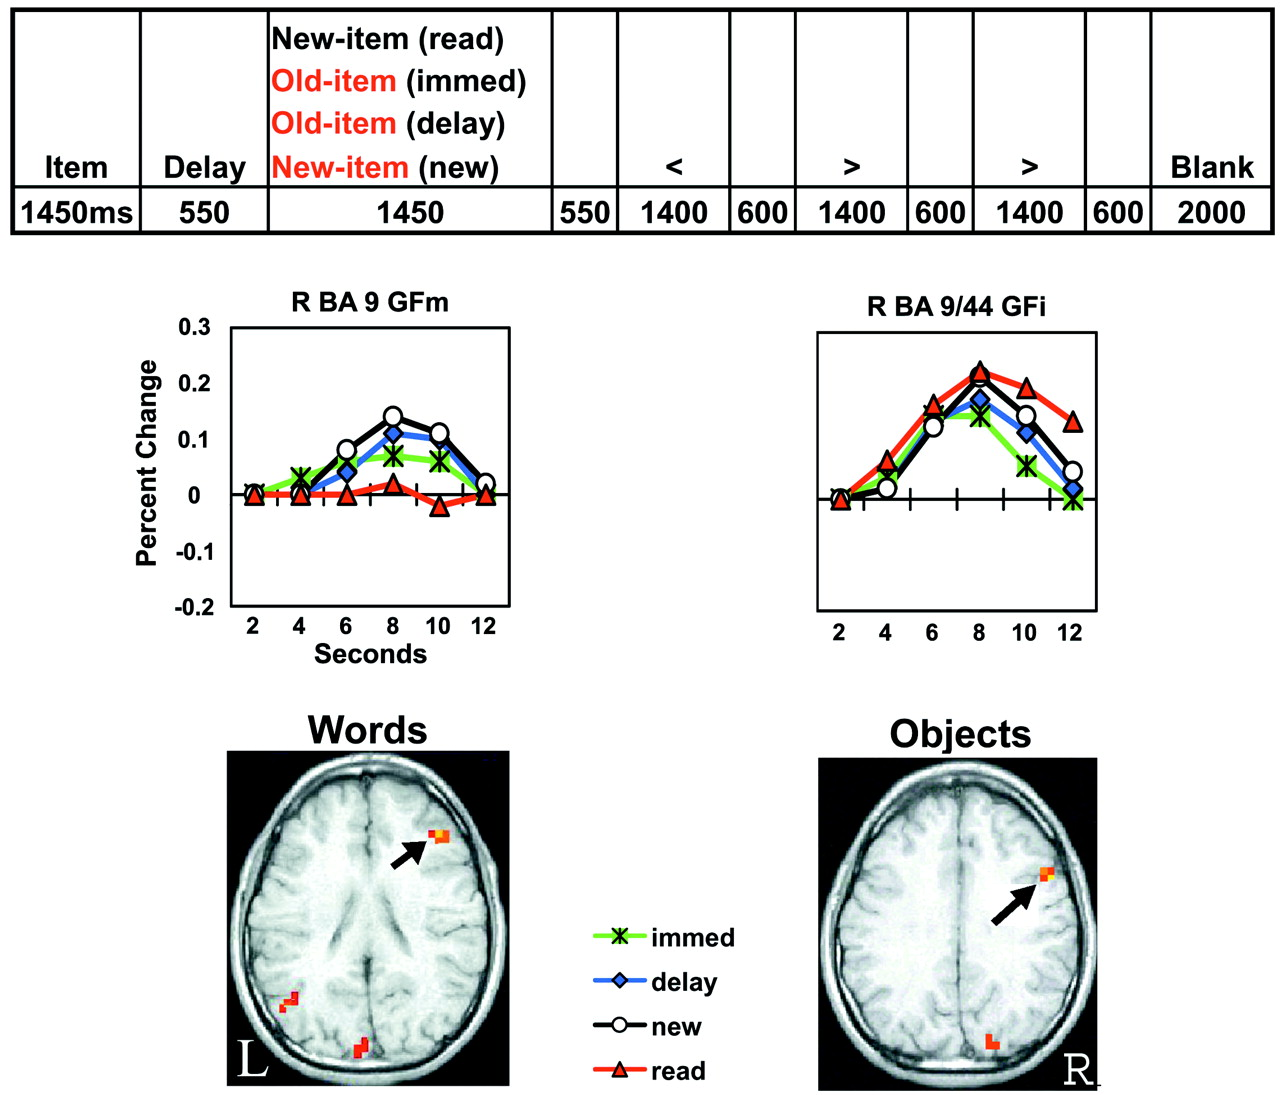 New-item (read)
Old-item (immed)
Old-item (delay)
Item Delay New-item (new) < > > Blank
1450ms 550 1450 550 1400 600 1400 600 1400 600 2000
R BA 9 GFm
0.3
0.2
0.1
0
-0.1
-0.2
Percent Change
2 4 6 8 10 12
Seconds
R BA 9/44 GFi
2 4 6 8 10 12
Words
L
Objects
R
immed
delay
new
read